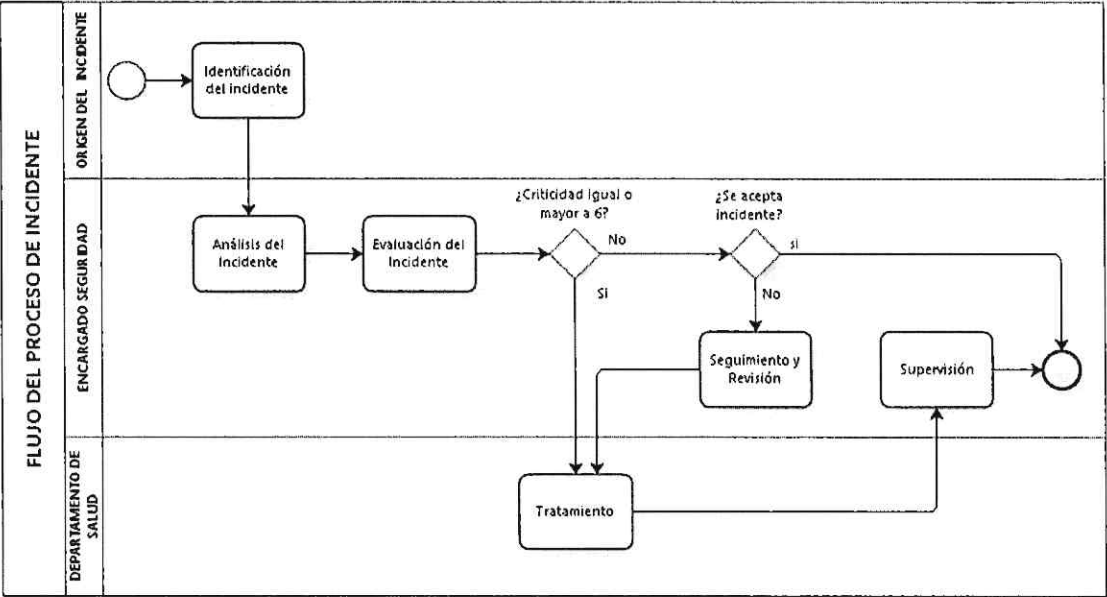 FLUJO DEL PROCESO DE INCIDENTE
ORIGEN DEL INCIDENTE
Identificación
del incidente
ENCARGADO SEGURIDAD
Análisis del
Incidente
Evaluación del
Incidente
¿Criticidad igual o
mayor a 6?
No
Si
¿Se acepta
incidente?
si
No
Seguimiento y
Revisión
Supervisión
DEPARTAMENTO DE
SALUD
Tratamiento